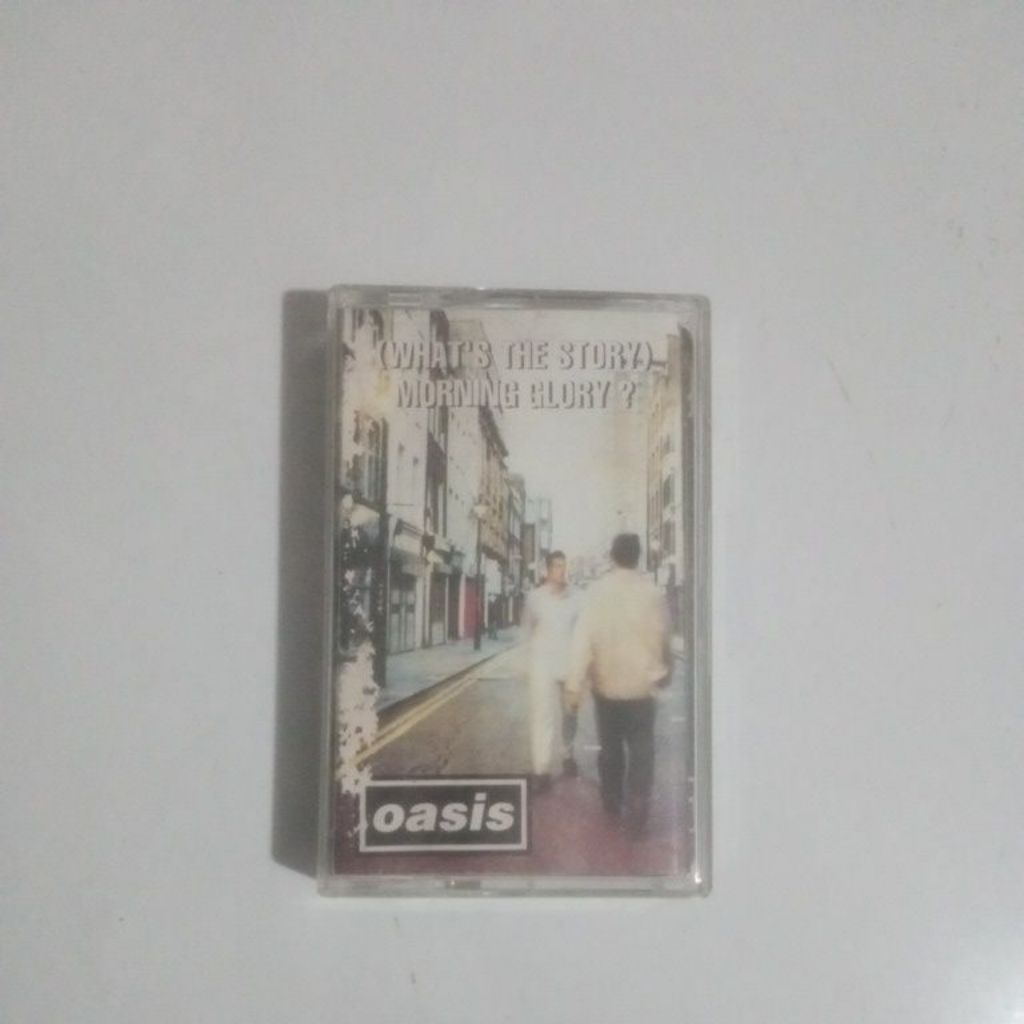 (WHAT'S THE STORY)
MORNING GLORY ?
oasis